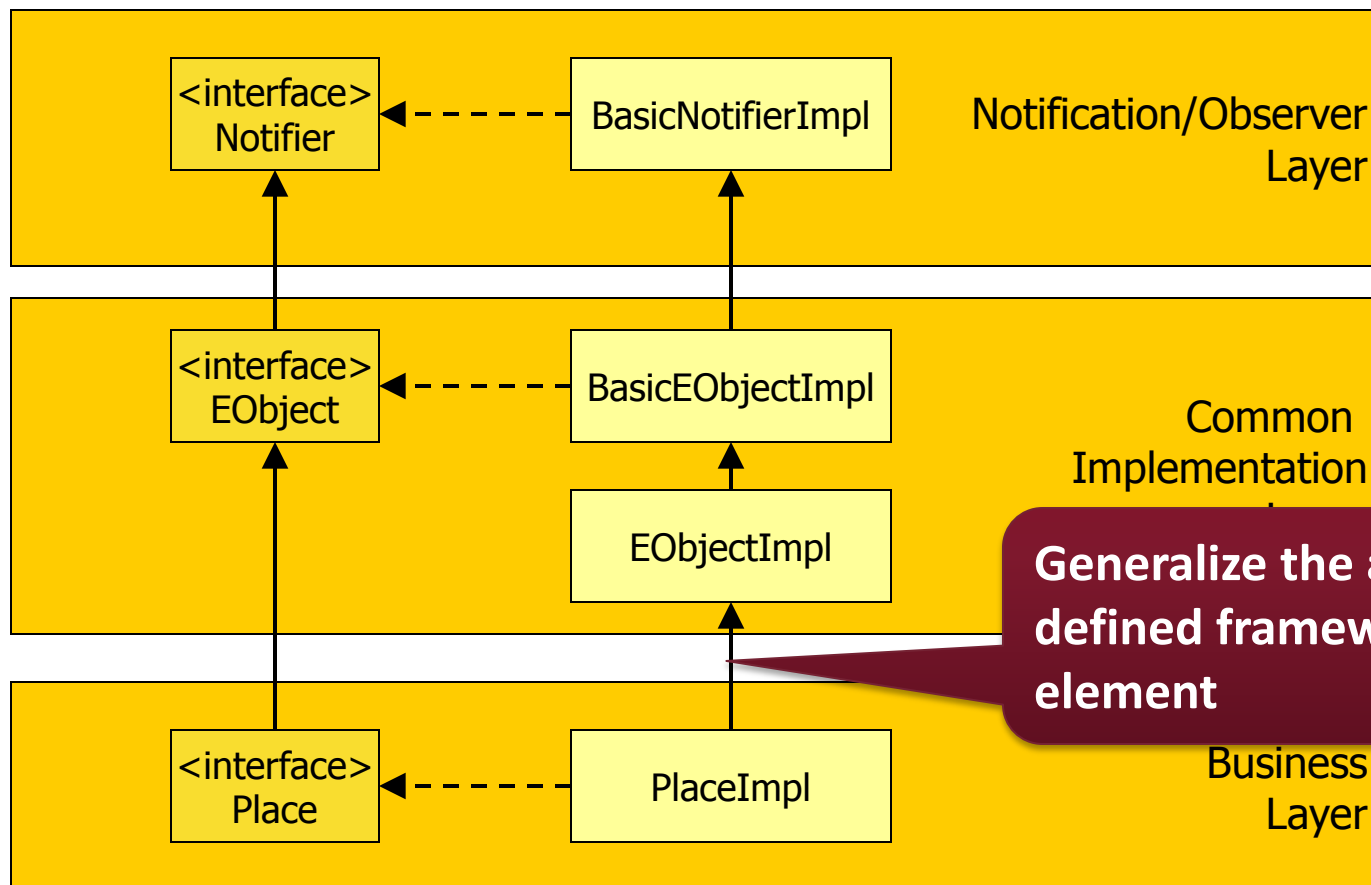 <interface>
Notifier
BasicNotifierImpl
Notification/Observer
Layer
<interface>
EObject
BasicEObjectImpl
Common
Implementation
EObjectImpl
Generalize the
defined
element
<interface>
Place
PlaceImpl
Business
Layer